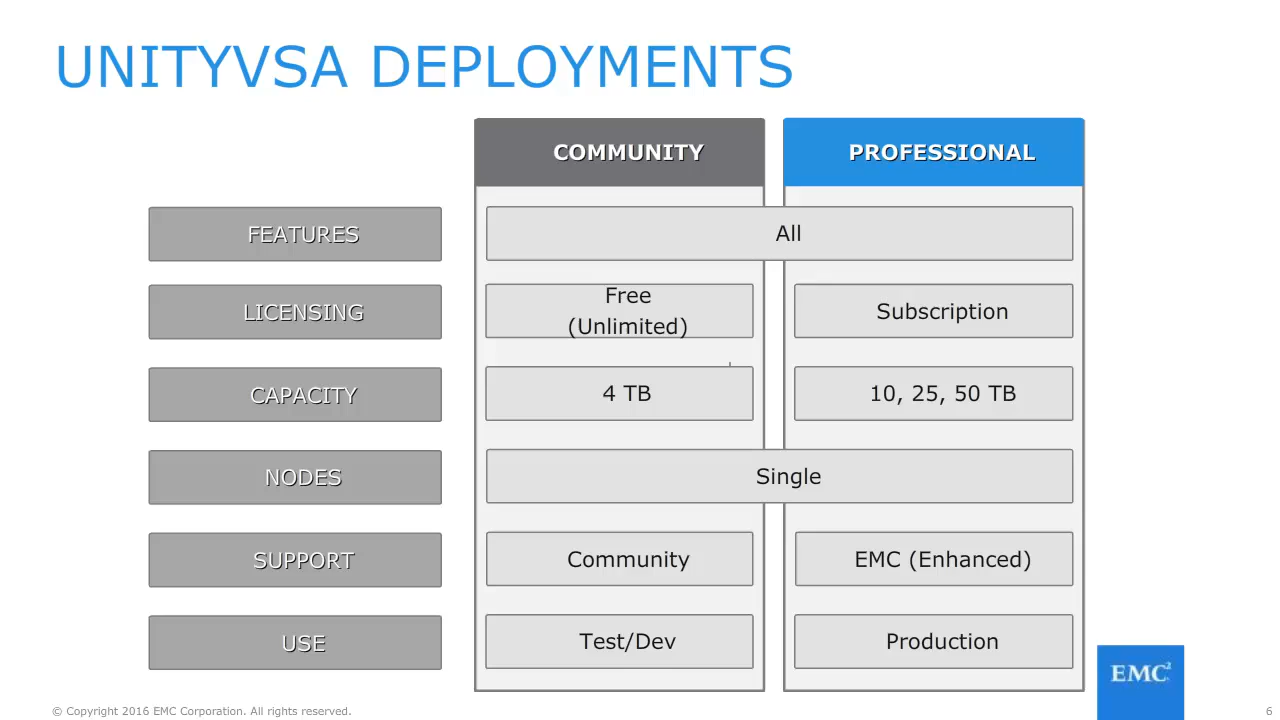 UNITYVSA DEPLOYMENTS
COMMUNITY
PROFESSIONAL
FEATURES
All
LICENSING
Free
(Unlimited)
Subscription
CAPACITY
4 TB
10, 25, 50 TB
NODES
Single
SUPPORT
Community
EMC (Enhanced)
USE
Test/Dev
Production
EMC²
© Copyright 2016 EMC Corporation. All rights reserved.
6